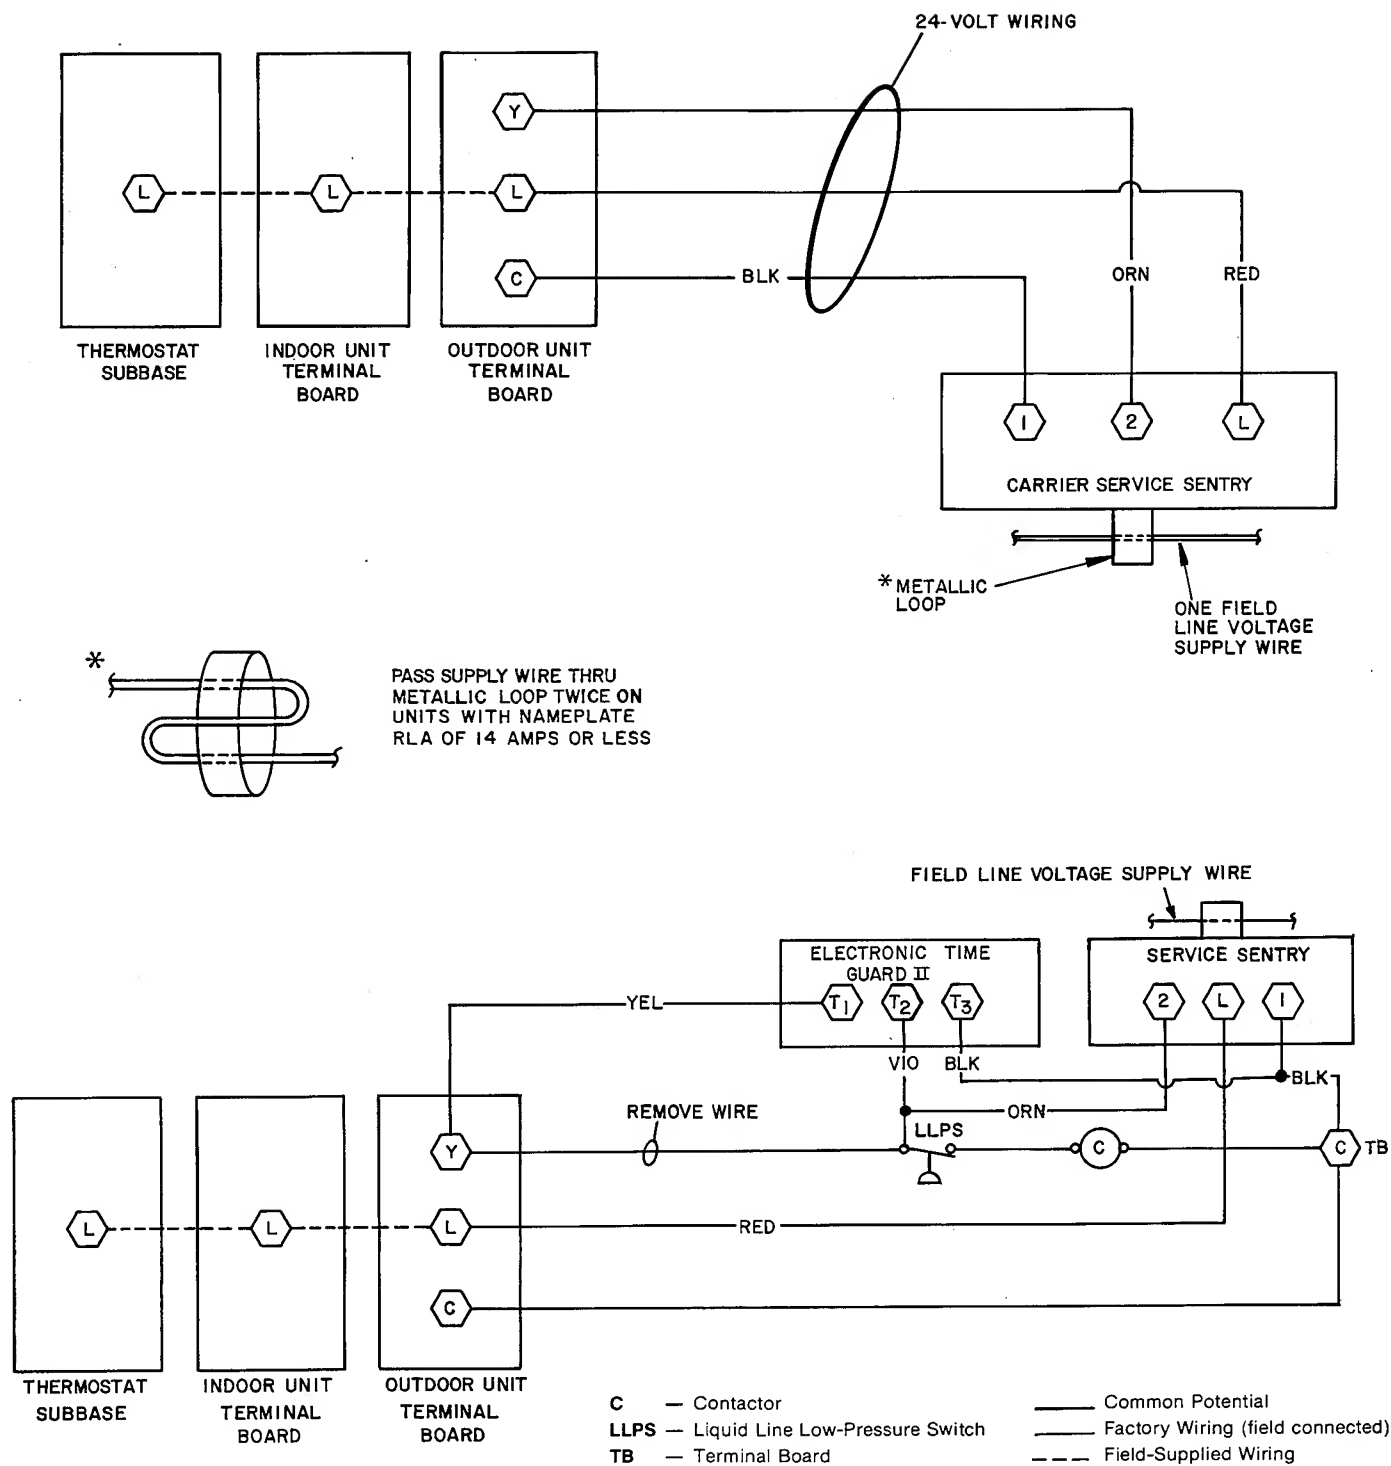 24-VOLT WIRING
Y
L
L
L
C
BLK
ORN
RED
THERMOSTAT
SUBBASE
INDOOR UNIT
TERMINAL
BOARD
OUTDOOR UNIT
TERMINAL
BOARD
1
2
L
CARRIER SERVICE SENTRY
*METALLIC
LOOP
ONE FIELD
LINE VOLTAGE
SUPPLY WIRE
*
PASS SUPPLY WIRE THRU
METALLIC LOOP TWICE ON
UNITS WITH NAMEPLATE
RLA OF 14 AMPS OR LESS
FIELD LINE VOLTAGE SUPPLY WIRE
ELECTRONIC TIME
GUARD II
SERVICE SENTRY
T1
T2
T3
2
L
1
YEL
VIO
BLK
BLK
ORN
REMOVE WIRE
LLPS
Y
C
C
TB
L
L
L
RED
C
THERMOSTAT
SUBBASE
INDOOR UNIT
TERMINAL
BOARD
OUTDOOR UNIT
TERMINAL
BOARD
C — Contactor
LLPS — Liquid Line Low-Pressure Switch
TB — Terminal Board
Common Potential
Factory Wiring (field connected)
Field-Supplied Wiring